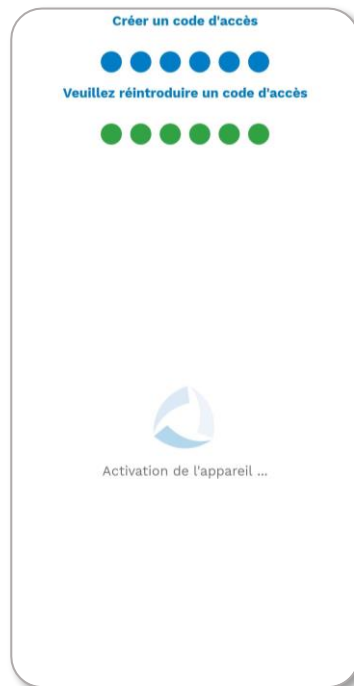 Créer un code d'accès
Veuillez réintroduire un code d'accès
Activation de l'appareil ...